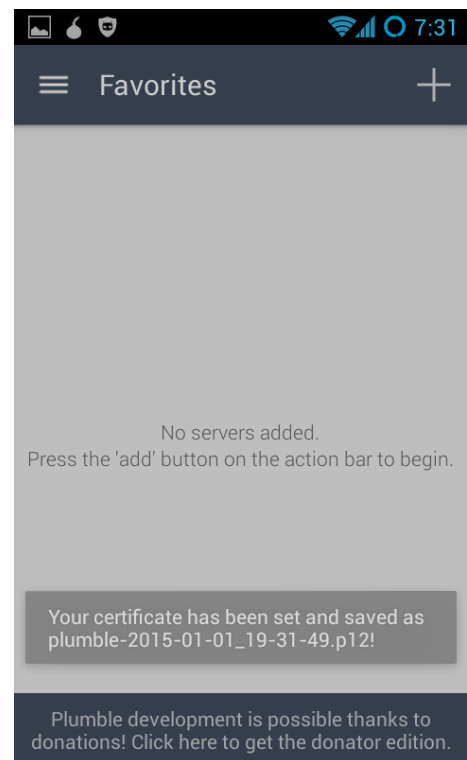 7:31
Favorites
No servers added.
Press the 'add' button on the action bar to begin.
Your certificate has been set and saved as
plumble-2015-01-01_19-31-49.p12!
Plumble development is possible thanks to
donations! Click here to get the donator edition.